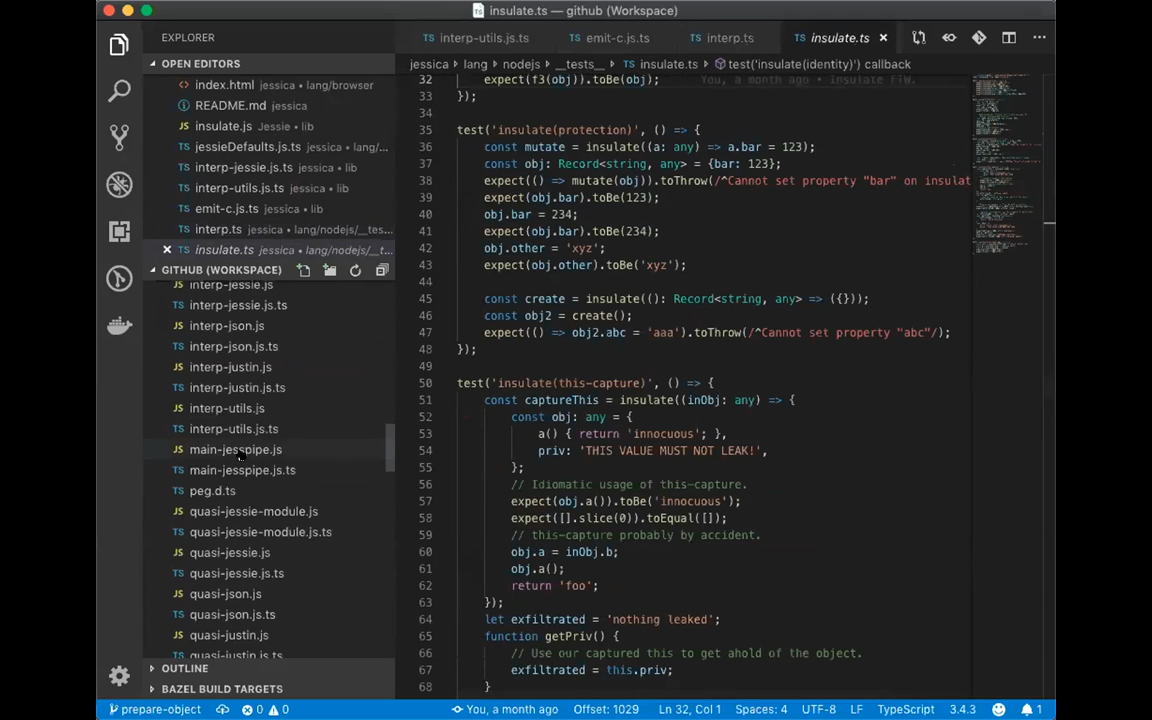 insulate.ts — github (Workspace)
EXPLORER
OPEN EDITORS
index.html jessica • lang/browser
README.md jessica
insulate.js Jessie • lib
jessieDefaults.js.ts jessica • lang/...
interp-jessie.js.ts jessica • lib
interp-utils.js.ts jessica • lib
emit-c.js.ts jessica • lib
interp.ts jessica • lang/nodejs/__tes...
insulate.ts jessica • lang/nodejs/__t...
GITHUB (WORKSPACE)
interp-jessie.js
interp-jessie.js.ts
interp-json.js
interp-json.js.ts
interp-justin.js
interp-justin.js.ts
interp-utils.js
interp-utils.js.ts
main-jesspipe.js
main-jesspipe.js.ts
peg.d.ts
quasi-jessie-module.js
quasi-jessie-module.js.ts
quasi-jessie.js
quasi-jessie.js.ts
quasi-json.js
quasi-json.js.ts
quasi-justin.js
quasi-justin.js.ts
OUTLINE
BAZEL BUILD TARGETS
TS interp-utils.js.ts TS emit-c.js.ts TS interp.ts TS insulate.ts
jessica › lang › nodejs › __tests__ › TS insulate.ts › test('insulate(identity)') callback
32 expect(f3(obj)).toBe(obj); You, a month ago • Insulate FTW.
33 });
34
35 test('insulate(protection)', () => {
36 const mutate = insulate((a: any) => a.bar = 123);
37 const obj: Record<string, any> = {bar: 123};
38 expect(() => mutate(obj)).toThrow(/^Cannot set property "bar" on insulat
39 expect(obj.bar).toBe(123);
40 obj.bar = 234;
41 expect(obj.bar).toBe(234);
42 obj.other = 'xyz';
43 expect(obj.other).toBe('xyz');
44
45 const create = insulate((): Record<string, any> => ({}));
46 const obj2 = create();
47 expect(() => obj2.abc = 'aaa').toThrow(/^Cannot set property "abc"/);
48 });
49
50 test('insulate(this-capture)', () => {
51 const captureThis = insulate((inObj: any) => {
52 const obj: any = {
53 a() { return 'innocuous'; },
54 priv: 'THIS VALUE MUST NOT LEAK!',
55 };
56 // Idiomatic usage of this-capture.
57 expect(obj.a()).toBe('innocuous');
58 expect([].slice(0)).toEqual([]);
59 // this-capture probably by accident.
60 obj.a = inObj.b;
61 obj.a();
62 return 'foo';
63 });
64 let exfiltrated = 'nothing leaked';
65 function getPriv() {
66 // Use our captured this to get ahold of the object.
67 exfiltrated = this.priv;
68 }
prepare-object 0 0 You, a month ago Offset: 1029 Ln 32, Col 1 Spaces: 4 UTF-8 LF TypeScript 3.4.3 1